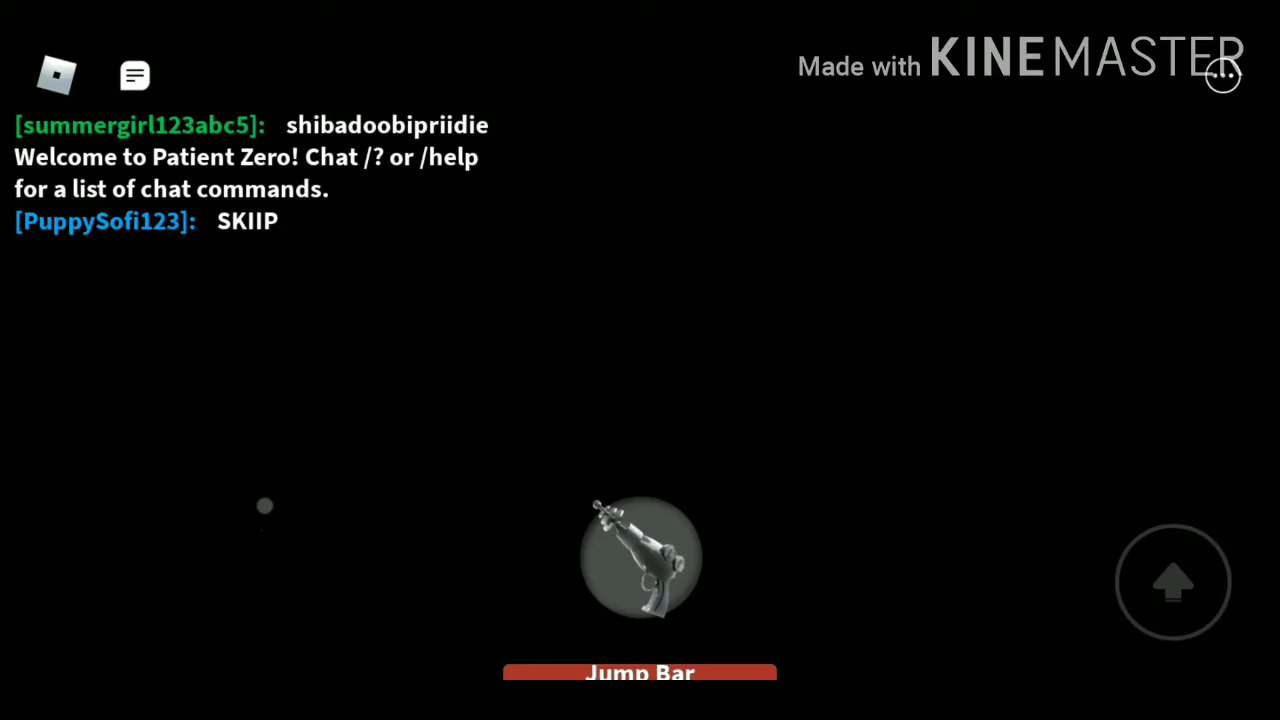 Made with KINEMASTER
[summergirl123abc5]: shibadoobipriidie
Welcome to Patient Zero! Chat /? or /help
for a list of chat commands.
[PuppySofi123]: SKIIP
Jump Bar